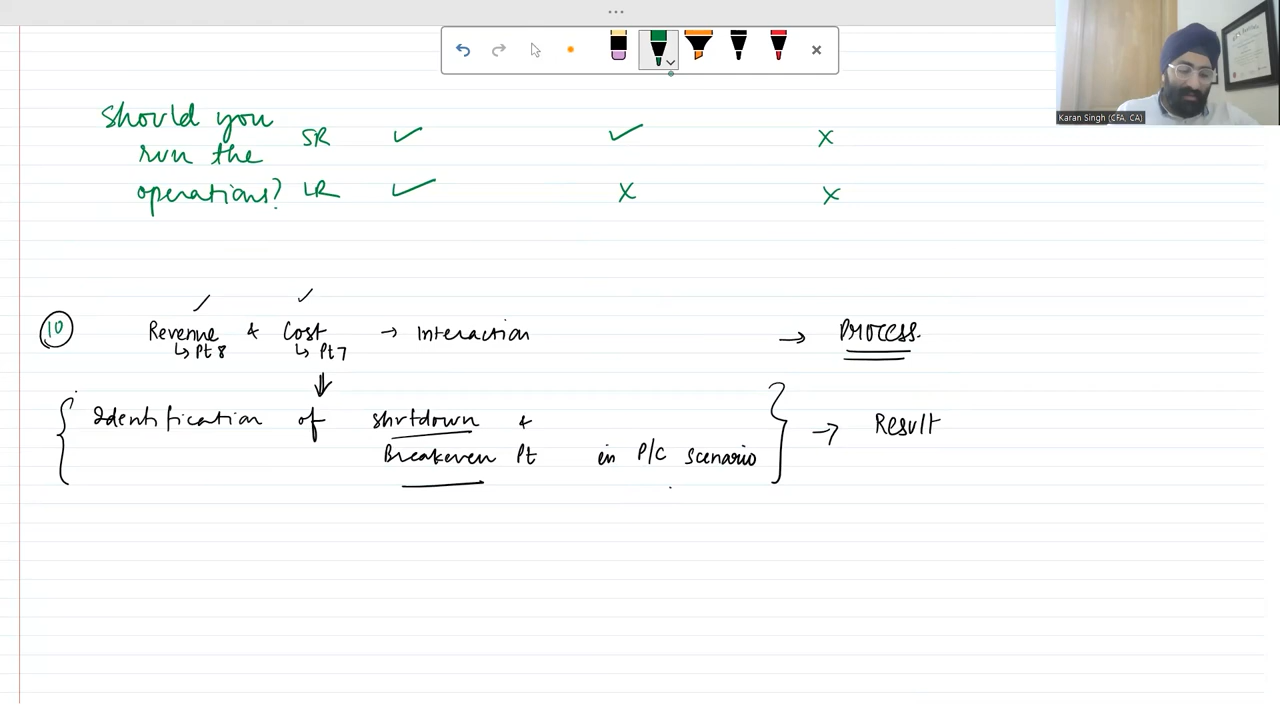 Karan Singh (CFA, CA)
Should you
run the
operations?
SR ✓ ✓ x
LR ✓ x x
10 Revenue & Cost → Interaction → PROCESS.
↳ Pt 8 ↳ Pt 7
Identification of Shutdown &
Breakeven Pt in P/C scenario → Result